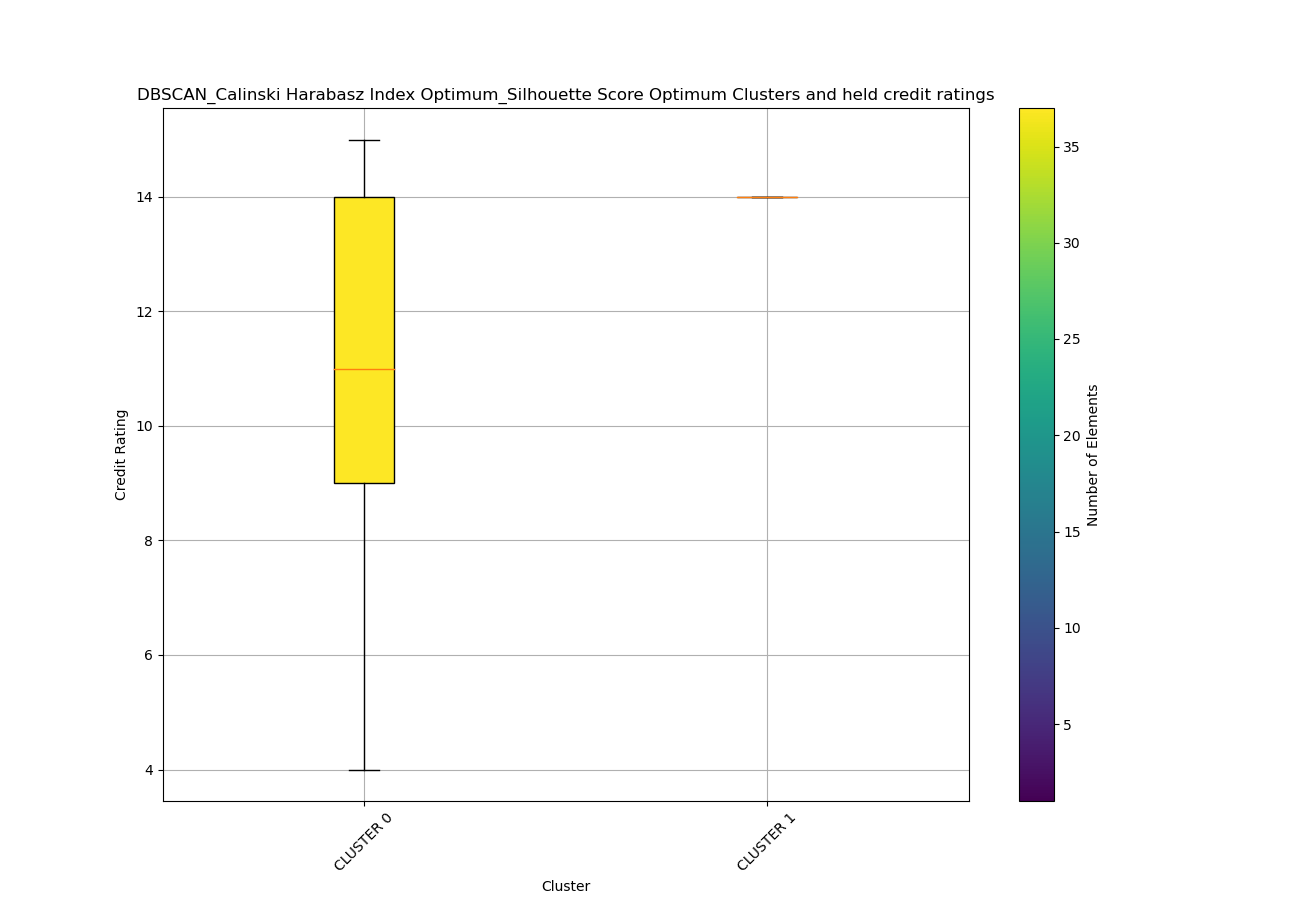 DBSCAN_Calinski Harabasz Index Optimum_Silhouette Score Optimum Clusters and held credit ratings
14
12
10
8
6
4
Credit Rating
CLUSTER 0
CLUSTER 1
Cluster
35
30
25
20
15
10
5
Number of Elements